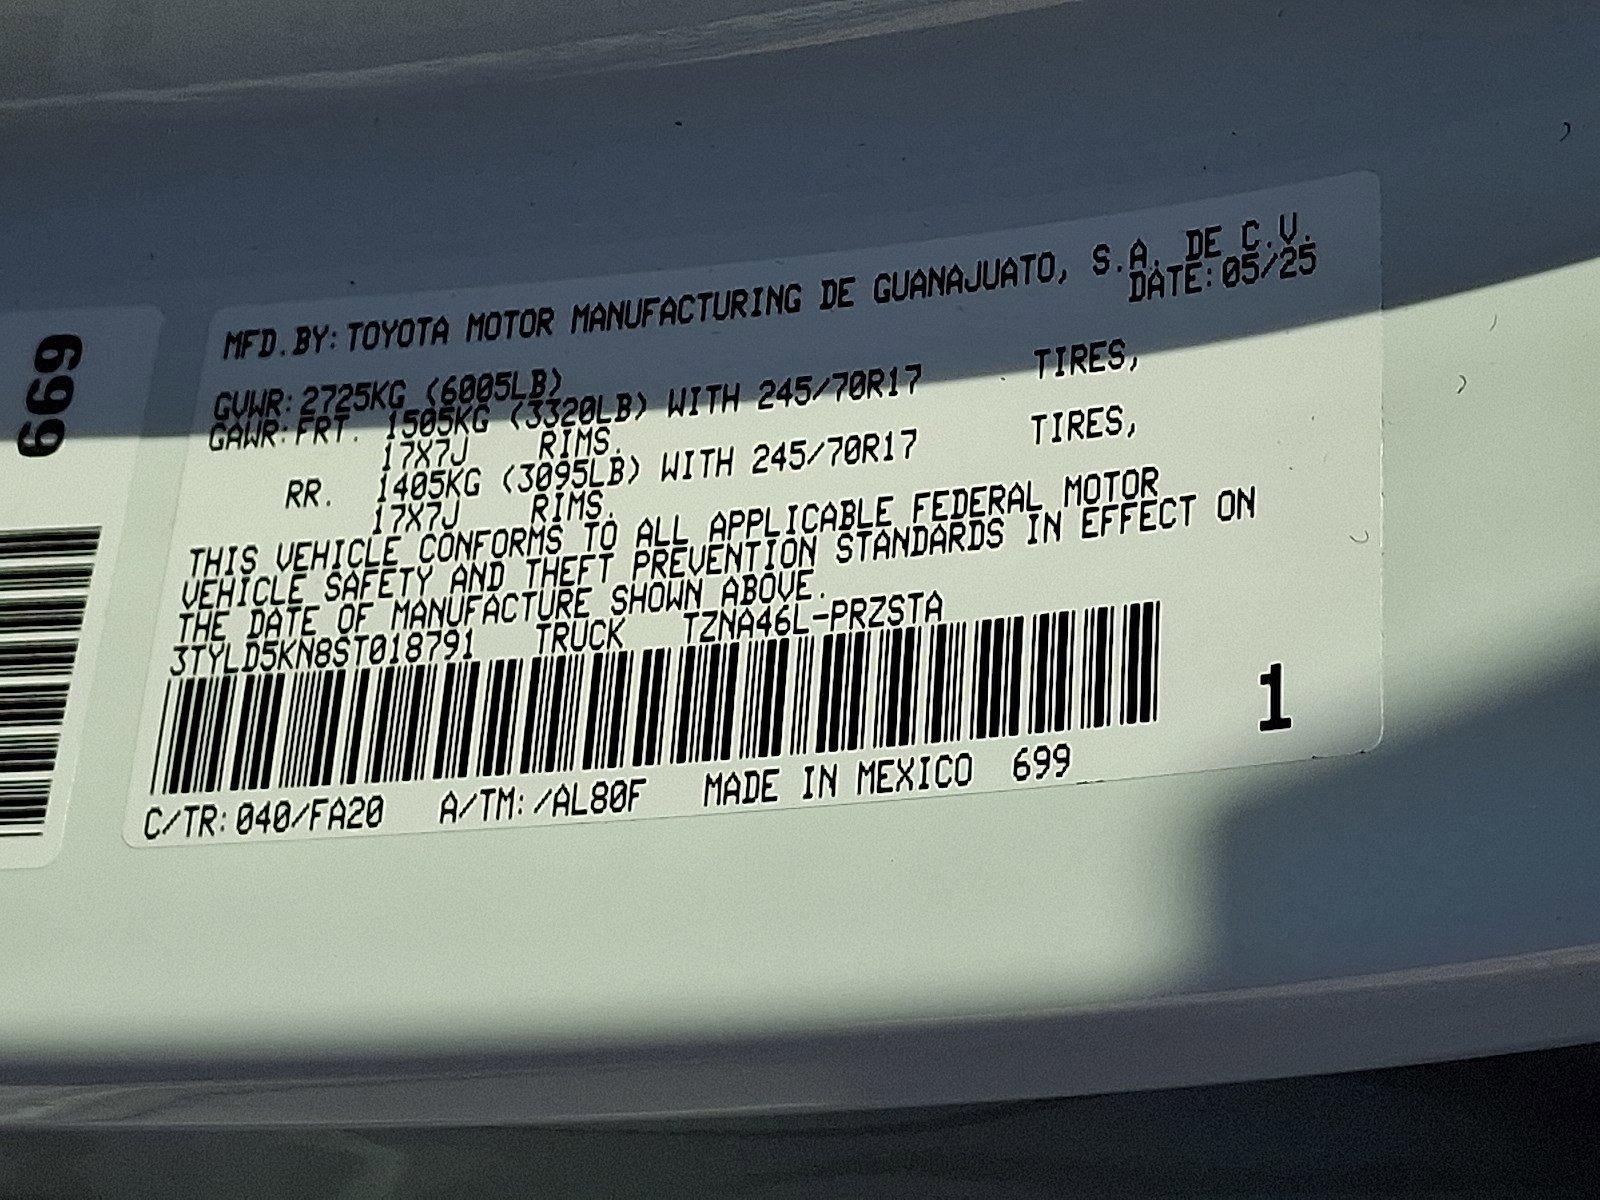 MFD.BY:TOYOTA MOTOR MANUFACTURING DE GUANAJUATO, S.A. DE C.V.
DATE:05/25
GVWR:2725KG (6005LB)
GAWR:FRT. 1505KG (3320LB) WITH 245/70R17 TIRES,
17X7J RIMS.
RR. 1405KG (3095LB) WITH 245/70R17 TIRES,
17X7J RIMS.
THIS VEHICLE CONFORMS TO ALL APPLICABLE FEDERAL MOTOR
VEHICLE SAFETY AND THEFT PREVENTION STANDARDS IN EFFECT ON
THE DATE OF MANUFACTURE SHOWN ABOVE.
3TYLD5KN8ST018791 TRUCK TZNA46L-PRZSTA
1
C/TR:040/FA20 A/TM:/AL80F MADE IN MEXICO 699
699